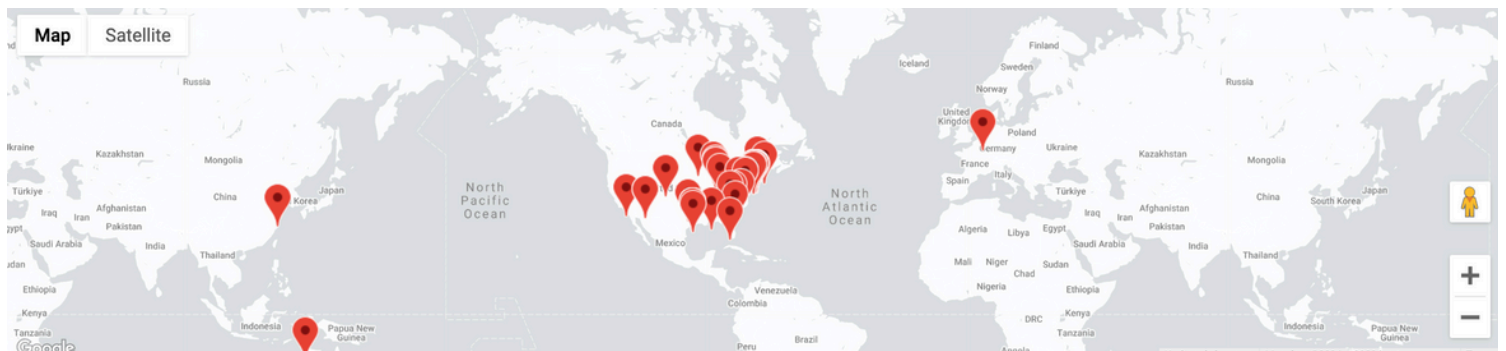 Map
Satellite
Finland
Iceland
Sweden
Russia
Norway
Russia
Canada
United
Kingdom
Poland
Ukraine
Kazakhstan
Mongolia
Germany
France
Ukraine
Kazakhstan
Mongolia
Italy
Spain
Türkiye
China
Japan
Korea
North
Pacific
Ocean
North
Atlantic
Ocean
Türkiye
China
Japan
South Korea
Iraq
Iran
Afghanistan
Pakistan
Iraq
Iran
Afghanistan
Pakistan
Saudi Arabia
India
Thailand
Mexico
Algeria
Libya
Egypt
Saudi Arabia
India
Thailand
Mali
Niger
Chad
Sudan
Nigeria
Ethiopia
Venezuela
Colombia
Ethiopia
Kenya
DRC
Kenya
Tanzania
Indonesia
Papua New
Guinea
Brazil
Peru
Tanzania
Indonesia
Papua New
Guinea
Google